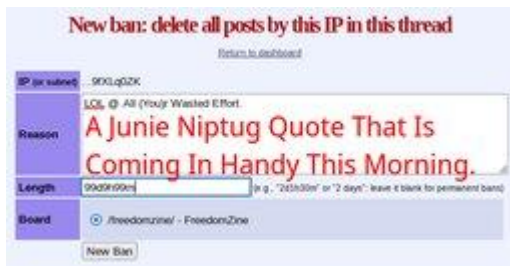 New ban: delete all posts by this IP in this thread
Return to dashboard
IP (or subnet) ...9fXLq0ZK
Reason LOL @ All (You)r Wasted Effort.
A Junie Niptug Quote That Is
Coming In Handy This Morning.
Length 99d9h99m (e.g. "2d1h30m" or "2 days"; leave it blank for permanent bans)
Board /freedomzine/ - FreedomZine
New Ban